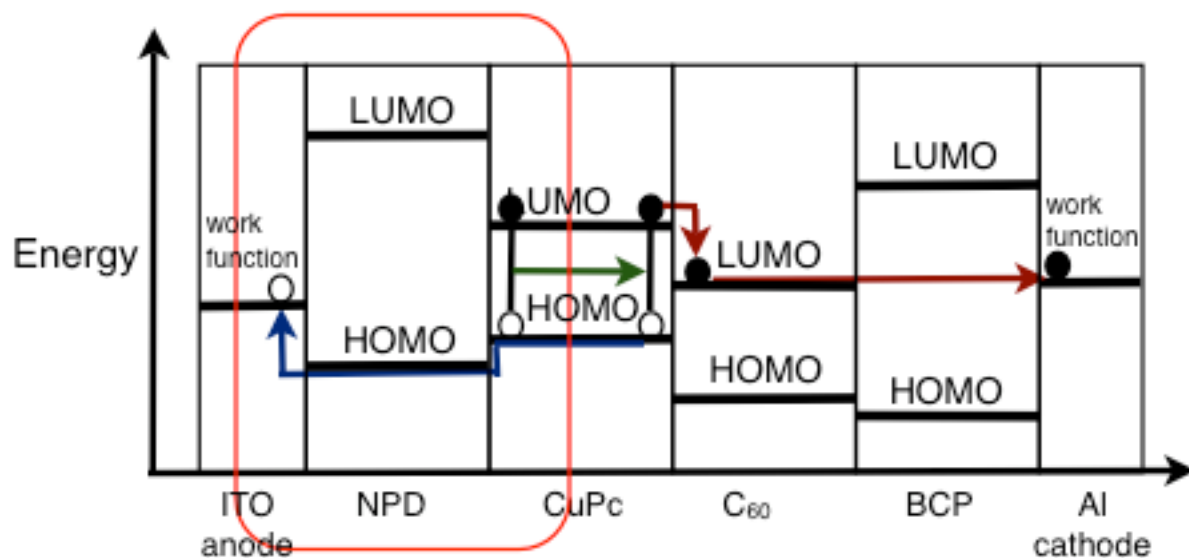 LUMO
LUMO
work
function
LUMO
work
function
LUMO
Energy
HOMO
HOMO
HOMO
HOMO
ITO
anode
NPD
CuPc
C₆₀
BCP
Al
cathode